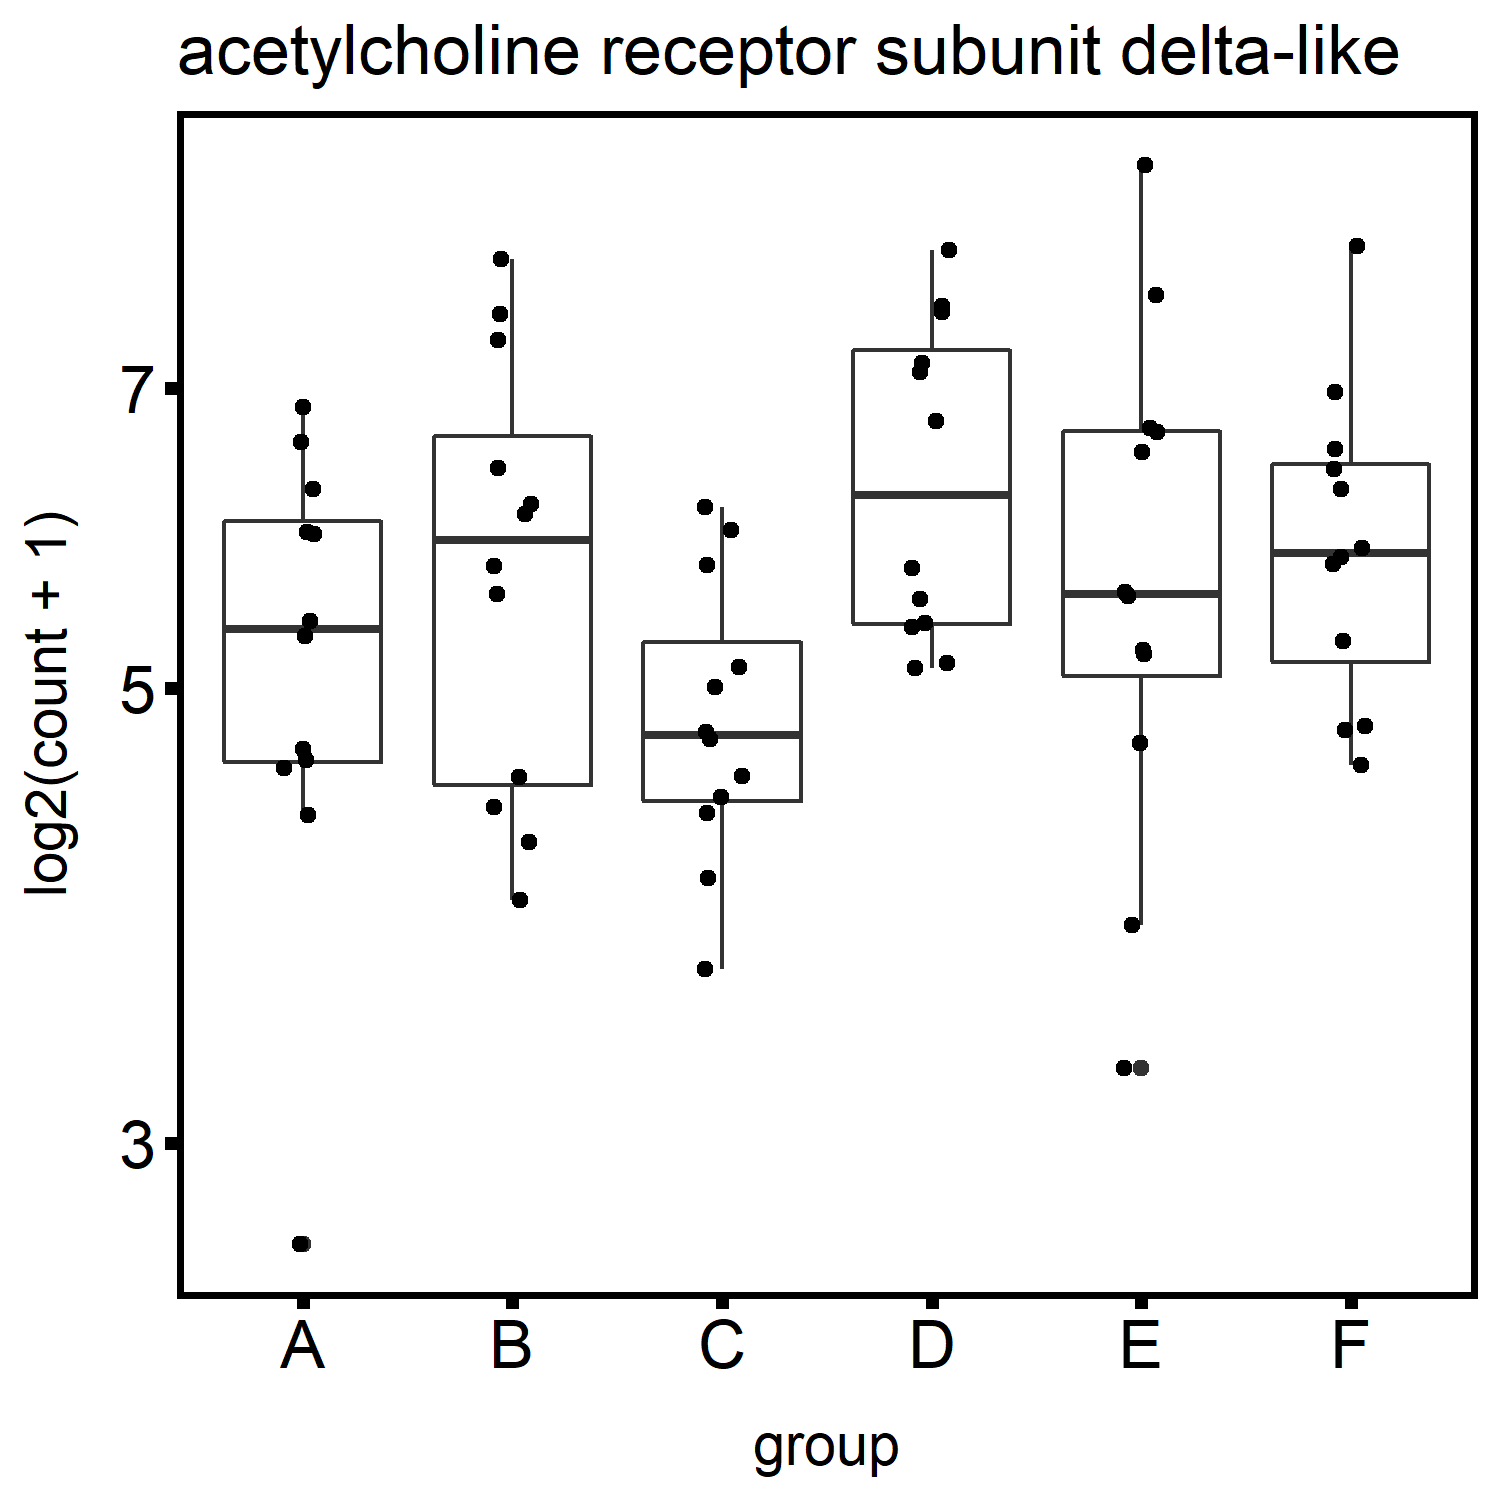 acetylcholine receptor subunit delta-like
log2(count + 1)
7
5
3
A B C D E F
group